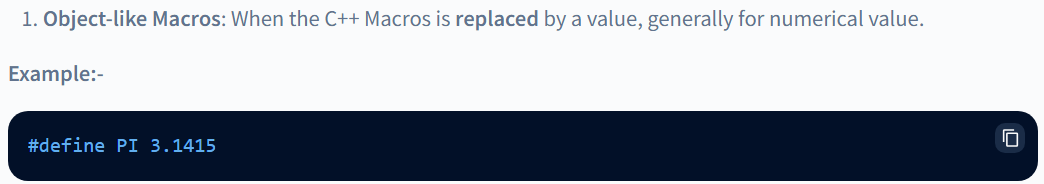 1. Object-like Macros: When the C++ Macros is replaced by a value, generally for numerical value.
Example:-
#define PI 3.1415